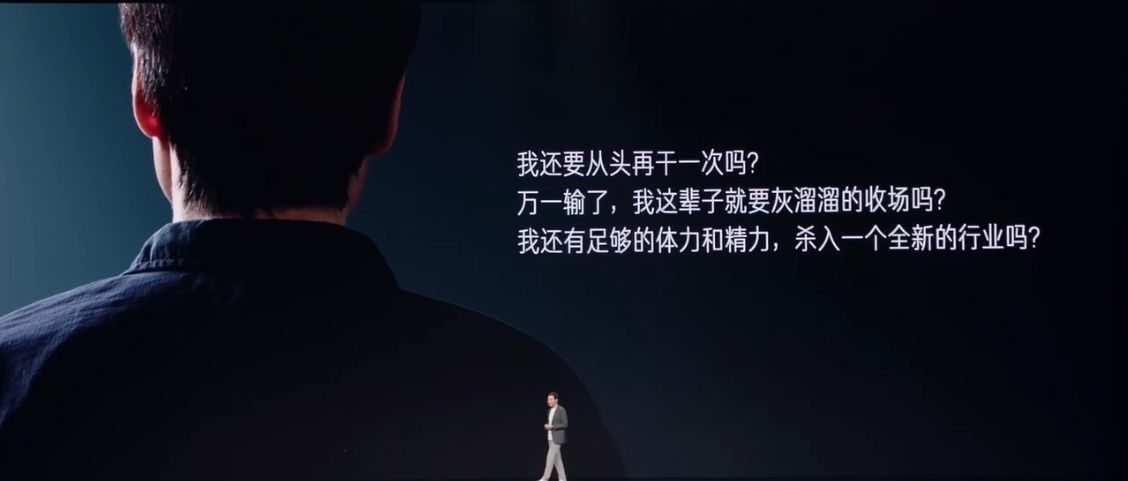 我还要从头再干一次吗？
万一输了，我这辈子就要灰溜溜的收场吗？
我还有足够的体力和精力，杀入一个全新的行业吗？